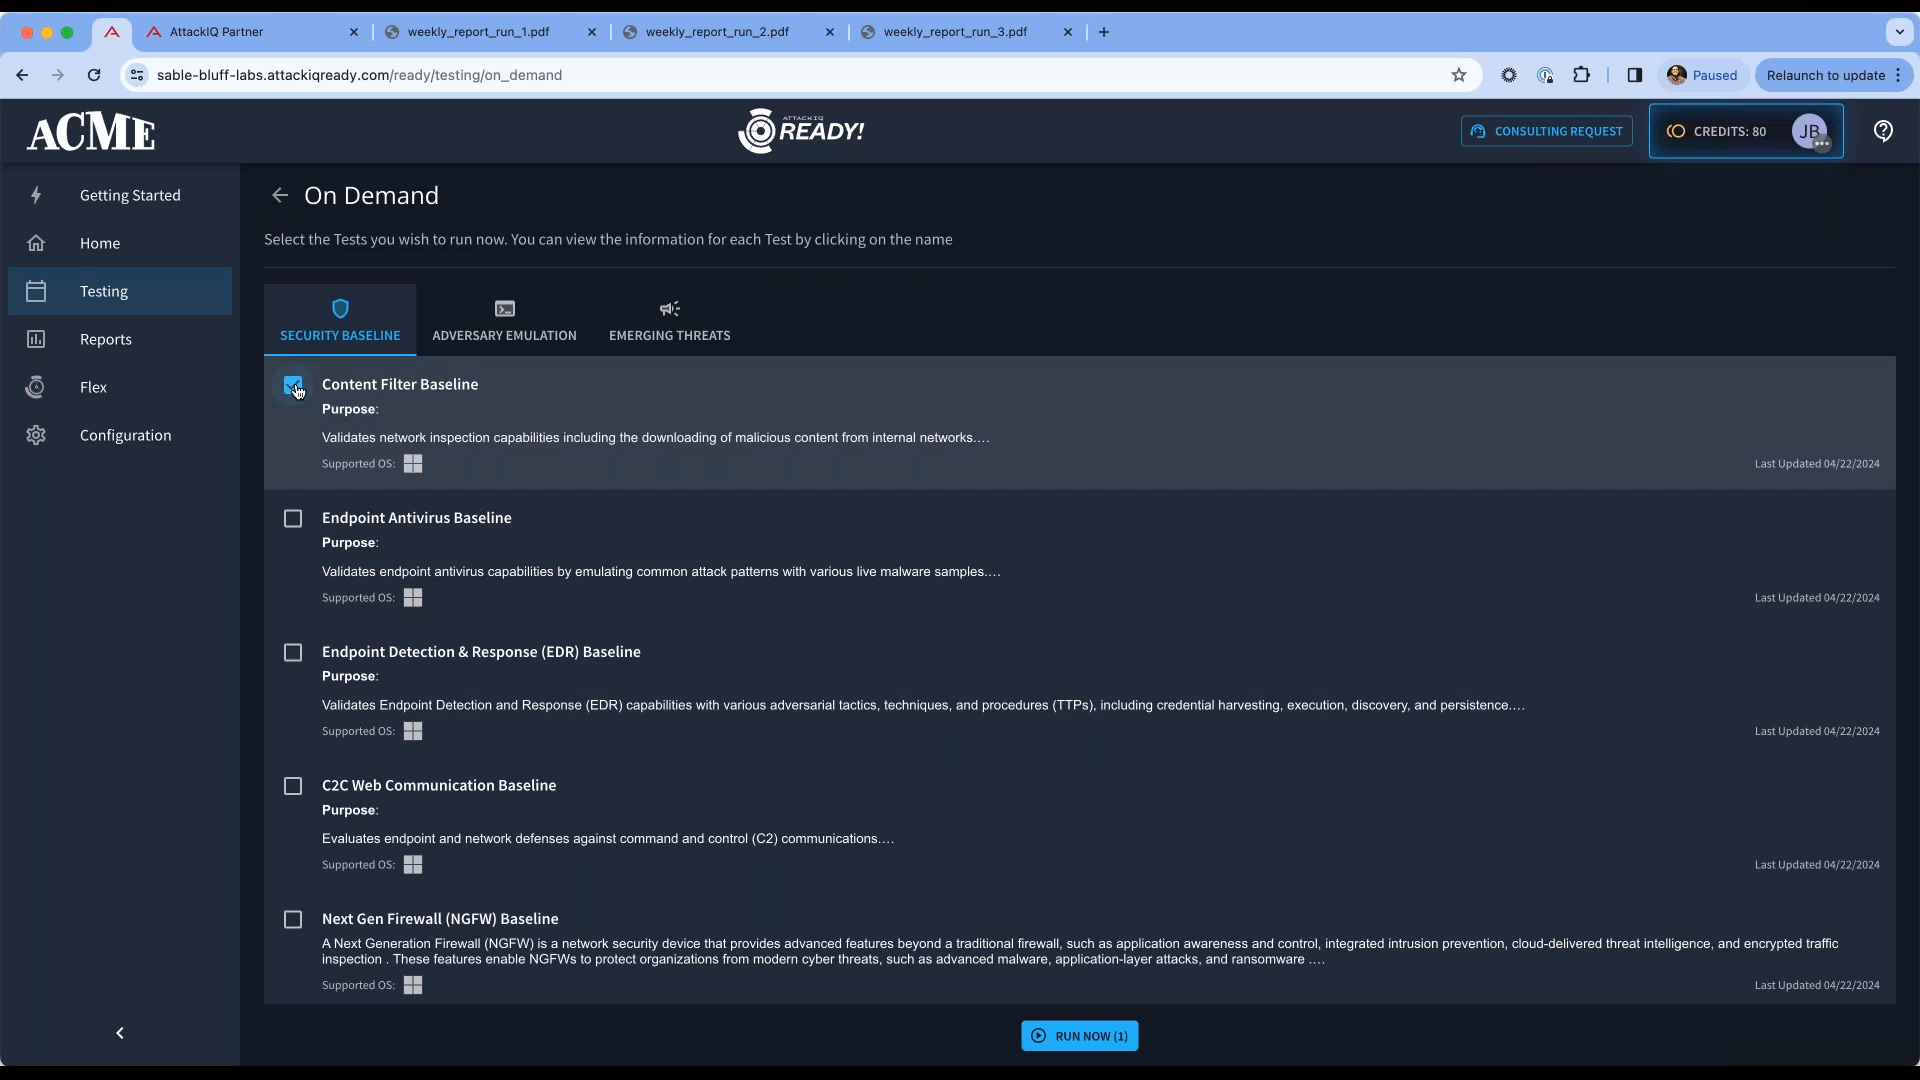 AttackIQ Partner
weekly_report_run_1.pdf
weekly_report_run_2.pdf
weekly_report_run_3.pdf
sable-bluff-labs.attackiqready.com/ready/testing/on_demand
Paused
Relaunch to update
ACME
ATTACKIQ
READY!
CONSULTING REQUEST
CREDITS: 80
JB
Getting Started
Home
Testing
Reports
Flex
Configuration
On Demand
Select the Tests you wish to run now. You can view the information for each Test by clicking on the name
SECURITY BASELINE
ADVERSARY EMULATION
EMERGING THREATS
Content Filter Baseline
Purpose:
Validates network inspection capabilities including the downloading of malicious content from internal networks.…
Supported OS:
Last Updated 04/22/2024
Endpoint Antivirus Baseline
Purpose:
Validates endpoint antivirus capabilities by emulating common attack patterns with various live malware samples.…
Supported OS:
Last Updated 04/22/2024
Endpoint Detection & Response (EDR) Baseline
Purpose:
Validates Endpoint Detection and Response (EDR) capabilities with various adversarial tactics, techniques, and procedures (TTPs), including credential harvesting, execution, discovery, and persistence.…
Supported OS:
Last Updated 04/22/2024
C2C Web Communication Baseline
Purpose:
Evaluates endpoint and network defenses against command and control (C2) communications.…
Supported OS:
Last Updated 04/22/2024
Next Gen Firewall (NGFW) Baseline
A Next Generation Firewall (NGFW) is a network security device that provides advanced features beyond a traditional firewall, such as application awareness and control, integrated intrusion prevention, cloud-delivered threat intelligence, and encrypted traffic
inspection . These features enable NGFWs to protect organizations from modern cyber threats, such as advanced malware, application-layer attacks, and ransomware .…
Supported OS:
Last Updated 04/22/2024
RUN NOW (1)